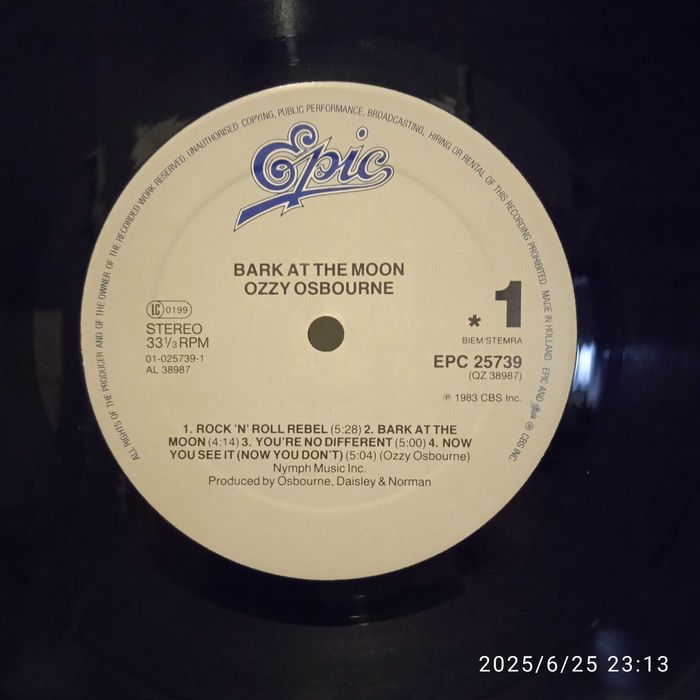 ALL RIGHTS OF THE PRODUCER AND OF THE OWNER OF THE RECORDED WORK RESERVED. UNAUTHORISED COPYING, PUBLIC PERFORMANCE, BROADCASTING, HIRING OR RENTAL OF THIS RECORDING PROHIBITED. MADE IN HOLLAND. EPIC AND Epic ® CBS INC.
Epic
BARK AT THE MOON
OZZY OSBOURNE
LC 0199
STEREO
33⅓ RPM
01-025739-1
AL 38987
* 1
BIEM/STEMRA
EPC 25739
(QZ 38987)
℗ 1983 CBS Inc.
1. ROCK 'N' ROLL REBEL (5:28) 2. BARK AT THE
MOON (4:14) 3. YOU'RE NO DIFFERENT (5:00) 4. NOW
YOU SEE IT (NOW YOU DON'T) (5:04) (Ozzy Osbourne)
Nymph Music Inc.
Produced by Osbourne, Daisley & Norman
2025/6/25 23:13